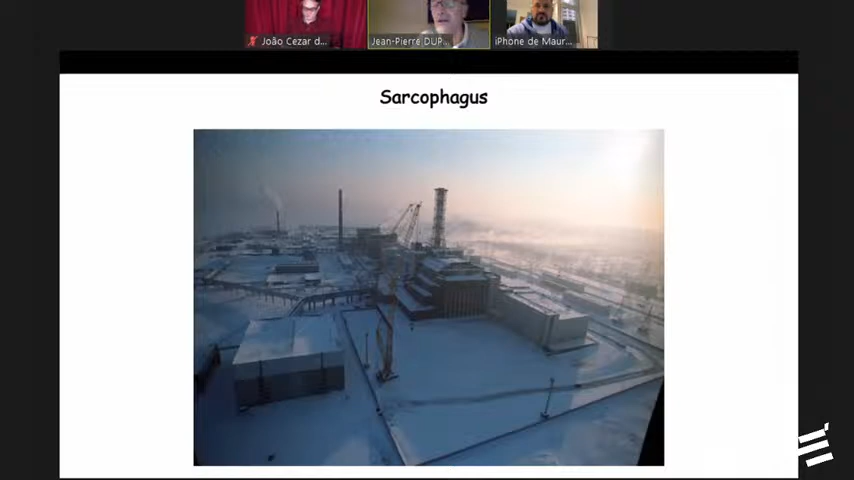 João Cezar d...
Jean-Pierre DUP...
iPhone de Maur...
Sarcophagus